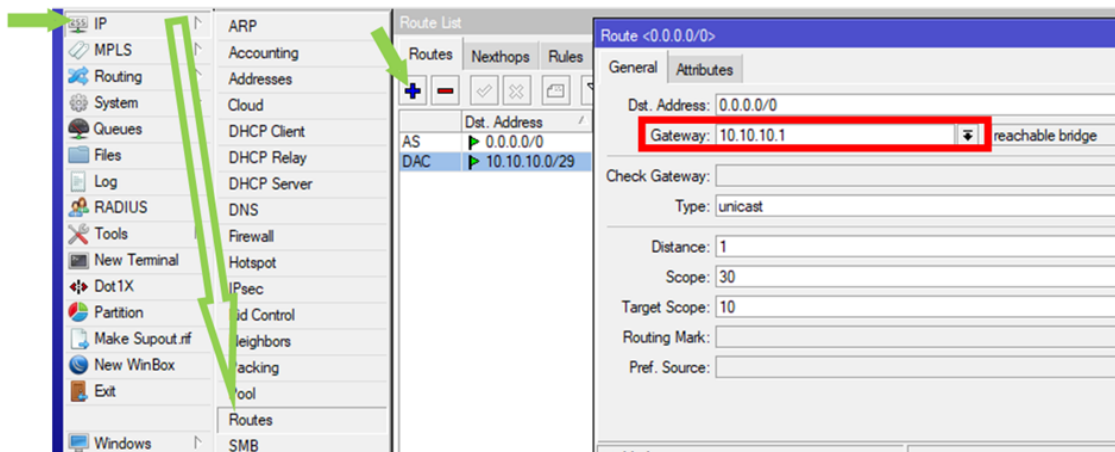 IP
MPLS
Routing
System
Queues
Files
Log
RADIUS
Tools
New Terminal
Dot1X
Partition
Make Supout.rif
New WinBox
Exit
Windows
ARP
Accounting
Addresses
Cloud
DHCP Client
DHCP Relay
DHCP Server
DNS
Firewall
Hotspot
IPsec
Control
Neighbors
Packing
Pool
Routes
SMB
Route List
Routes Nexthops Rules
Dst. Address
AS 0.0.0.0/0
DAC 10.10.10.0/29
Route <0.0.0.0/0>
General Attributes
Dst. Address: 0.0.0.0/0
Gateway: 10.10.10.1 reachable bridge
Check Gateway:
Type: unicast
Distance: 1
Scope: 30
Target Scope: 10
Routing Mark:
Pref. Source: